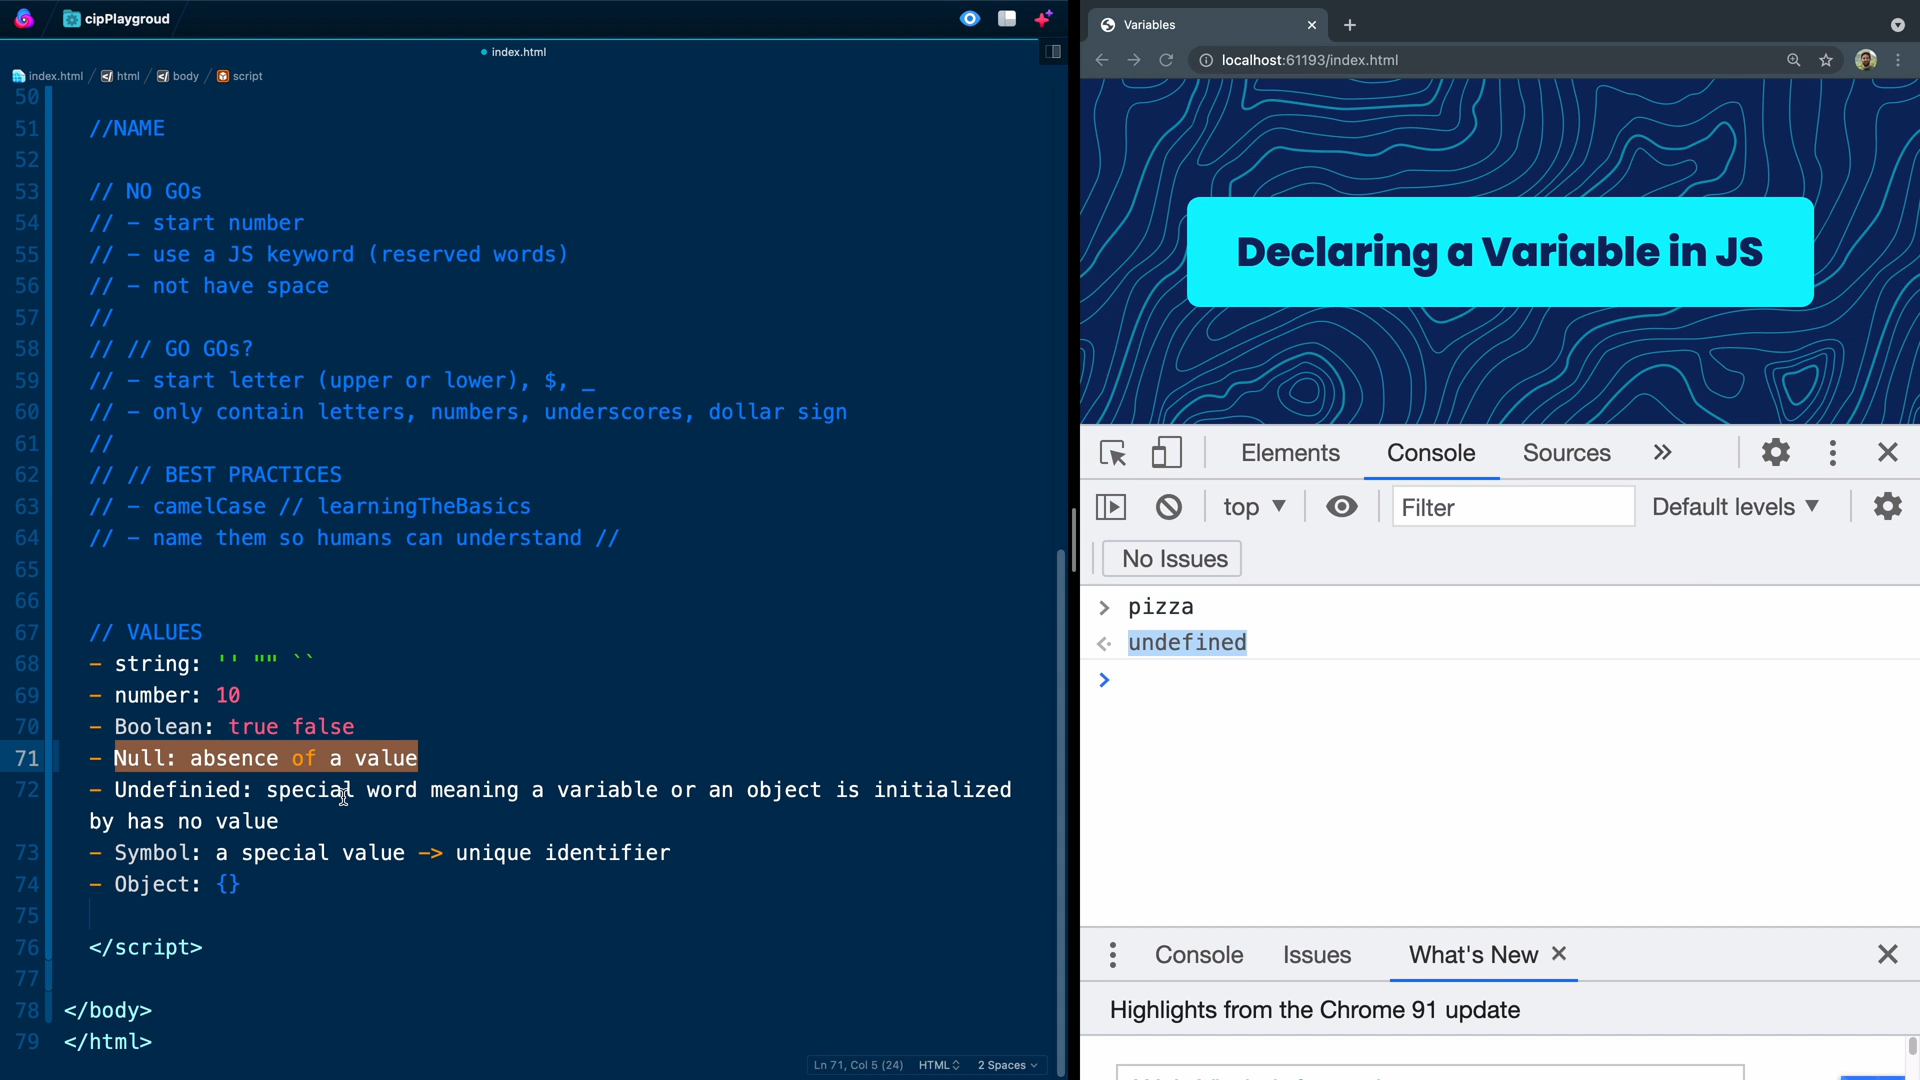 cipPlaygroud
index.html
index.html / html / body / script
50
51 //NAME
52
53 // NO GOs
54 // – start number
55 // – use a JS keyword (reserved words)
56 // – not have space
57 //
58 // // GO GOs?
59 // – start letter (upper or lower), $, _
60 // – only contain letters, numbers, underscores, dollar sign
61 //
62 // // BEST PRACTICES
63 // – camelCase // learningTheBasics
64 // – name them so humans can understand //
65
66
67 // VALUES
68 – string: '' "" ``
69 – number: 10
70 – Boolean: true false
71 – Null: absence of a value
72 – Undefinied: special word meaning a variable or an object is initialized
by has no value
73 – Symbol: a special value –> unique identifier
74 – Object: {}
75
76 </script>
77
78 </body>
79 </html>
Ln 71, Col 5 (24) HTML 2 Spaces
Variables
localhost:61193/index.html
Declaring a Variable in JS
Elements Console Sources
top Filter Default levels
No Issues
pizza
undefined
Console Issues What's New
Highlights from the Chrome 91 update